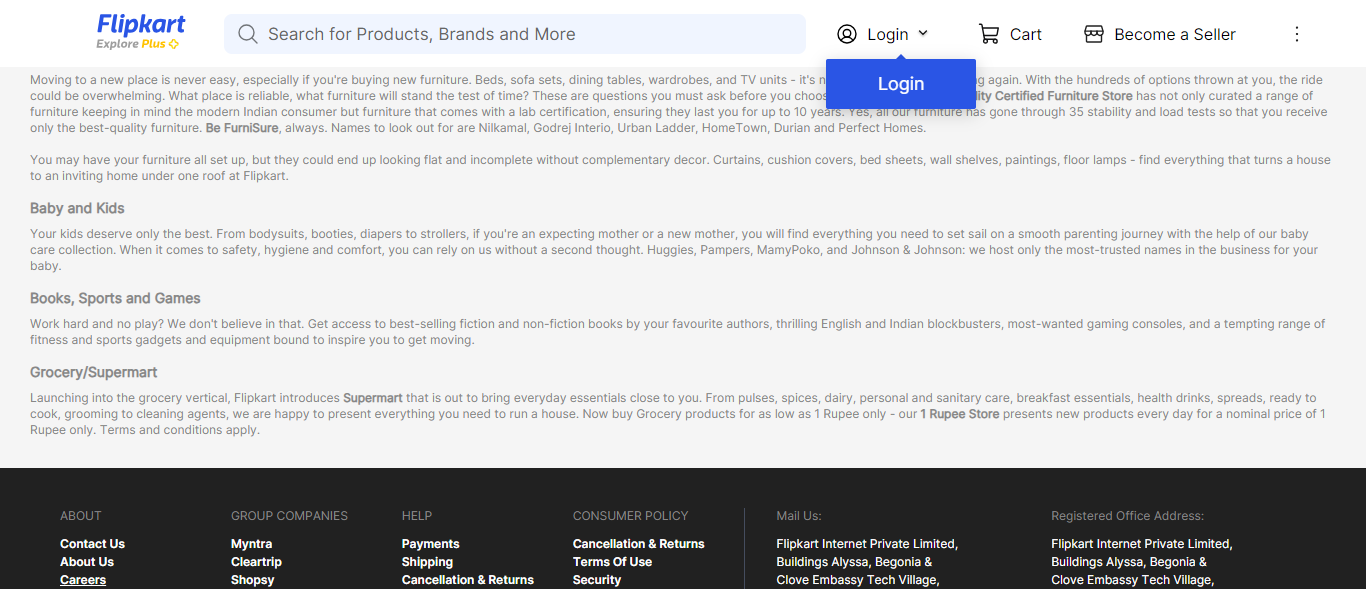 Flipkart
Explore Plus
Search for Products, Brands and More
Login
Cart
Become a Seller
Login
Moving to a new place is never easy, especially if you're buying new furniture. Beds, sofa sets, dining tables, wardrobes, and TV units - it's n g again. With the hundreds of options thrown at you, the ride
could be overwhelming. What place is reliable, what furniture will stand the test of time? These are questions you must ask before you choos lity Certified Furniture Store has not only curated a range of
furniture keeping in mind the modern Indian consumer but furniture that comes with a lab certification, ensuring they last you for up to 10 years. Yes, all our furniture has gone through 35 stability and load tests so that you receive
only the best-quality furniture. Be FurniSure, always. Names to look out for are Nilkamal, Godrej Interio, Urban Ladder, HomeTown, Durian and Perfect Homes.
You may have your furniture all set up, but they could end up looking flat and incomplete without complementary decor. Curtains, cushion covers, bed sheets, wall shelves, paintings, floor lamps - find everything that turns a house
to an inviting home under one roof at Flipkart.
Baby and Kids
Your kids deserve only the best. From bodysuits, booties, diapers to strollers, if you're an expecting mother or a new mother, you will find everything you need to set sail on a smooth parenting journey with the help of our baby
care collection. When it comes to safety, hygiene and comfort, you can rely on us without a second thought. Huggies, Pampers, MamyPoko, and Johnson & Johnson: we host only the most-trusted names in the business for your
baby.
Books, Sports and Games
Work hard and no play? We don't believe in that. Get access to best-selling fiction and non-fiction books by your favourite authors, thrilling English and Indian blockbusters, most-wanted gaming consoles, and a tempting range of
fitness and sports gadgets and equipment bound to inspire you to get moving.
Grocery/Supermart
Launching into the grocery vertical, Flipkart introduces Supermart that is out to bring everyday essentials close to you. From pulses, spices, dairy, personal and sanitary care, breakfast essentials, health drinks, spreads, ready to
cook, grooming to cleaning agents, we are happy to present everything you need to run a house. Now buy Grocery products for as low as 1 Rupee only - our 1 Rupee Store presents new products every day for a nominal price of 1
Rupee only. Terms and conditions apply.
ABOUT
Contact Us
About Us
Careers
GROUP COMPANIES
Myntra
Cleartrip
Shopsy
HELP
Payments
Shipping
Cancellation & Returns
CONSUMER POLICY
Cancellation & Returns
Terms Of Use
Security
Mail Us:
Flipkart Internet Private Limited,
Buildings Alyssa, Begonia &
Clove Embassy Tech Village,
Registered Office Address:
Flipkart Internet Private Limited,
Buildings Alyssa, Begonia &
Clove Embassy Tech Village,